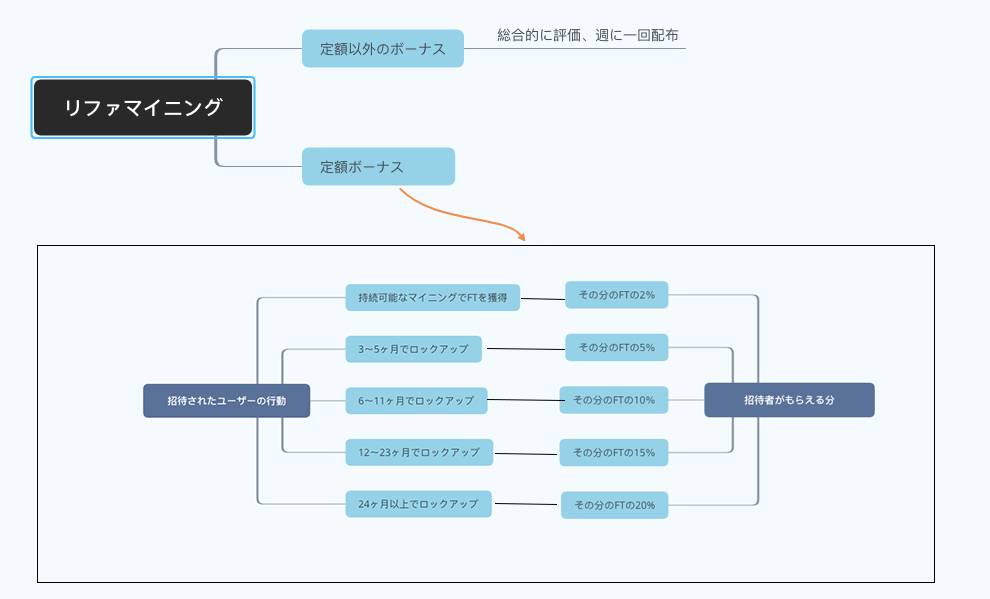 総合的に評価、週に一回配布
定額以外のボーナス
リファマイニング
定額ボーナス
持続可能なマイニングでFTを獲得
その分のFTの2%
3〜5ヶ月でロックアップ
その分のFTの5%
招待されたユーザーの行動
6〜11ヶ月でロックアップ
その分のFTの10%
招待者がもらえる分
12〜23ヶ月でロックアップ
その分のFTの15%
24ヶ月以上でロックアップ
その分のFTの20%